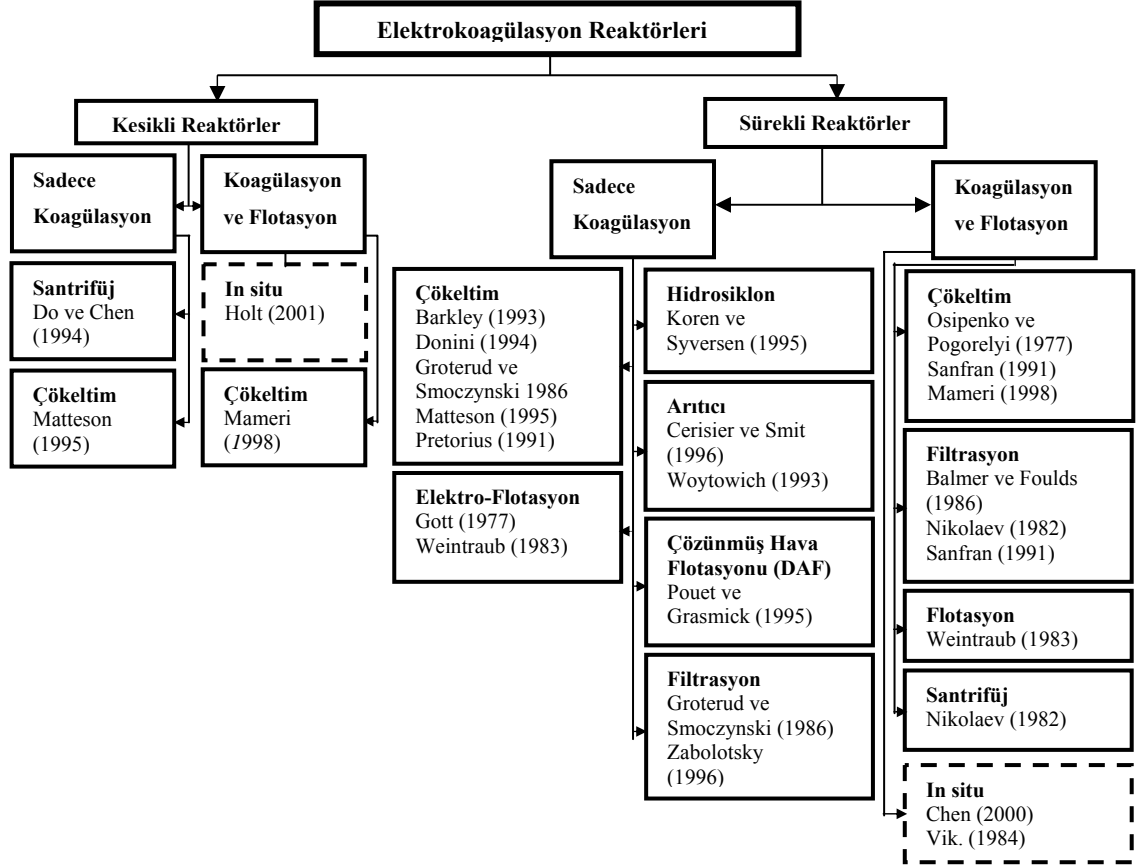 Elektrokoagülasyon Reaktörleri
Kesikli Reaktörler
Sadece
Koagülasyon
Santrifüj
Do ve Chen
(1994)
Çökeltim
Matteson
(1995)
Koagülasyon
ve Flotasyon
In situ
Holt (2001)
Çökeltim
Mameri
(1998)
Sürekli Reaktörler
Sadece
Koagülasyon
Çökeltim
Barkley (1993)
Donini (1994)
Groterud ve
Smoczynski 1986
Matteson (1995)
Pretorius (1991)
Elektro-Flotasyon
Gott (1977)
Weintraub (1983)
Hidrosiklon
Koren ve
Syversen (1995)
Arıtıcı
Cerisier ve Smit
(1996)
Woytowich (1993)
Çözünmüş Hava
Flotasyonu (DAF)
Pouet ve
Grasmick (1995)
Filtrasyon
Groterud ve
Smoczynski (1986)
Zabolotsky
(1996)
Koagülasyon
ve Flotasyon
Çökeltim
Osipenko ve
Pogorelyi (1977)
Sanfran (1991)
Mameri (1998)
Filtrasyon
Balmer ve Foulds
(1986)
Nikolaev (1982)
Sanfran (1991)
Flotasyon
Weintraub (1983)
Santrifüj
Nikolaev (1982)
In situ
Chen (2000)
Vik. (1984)